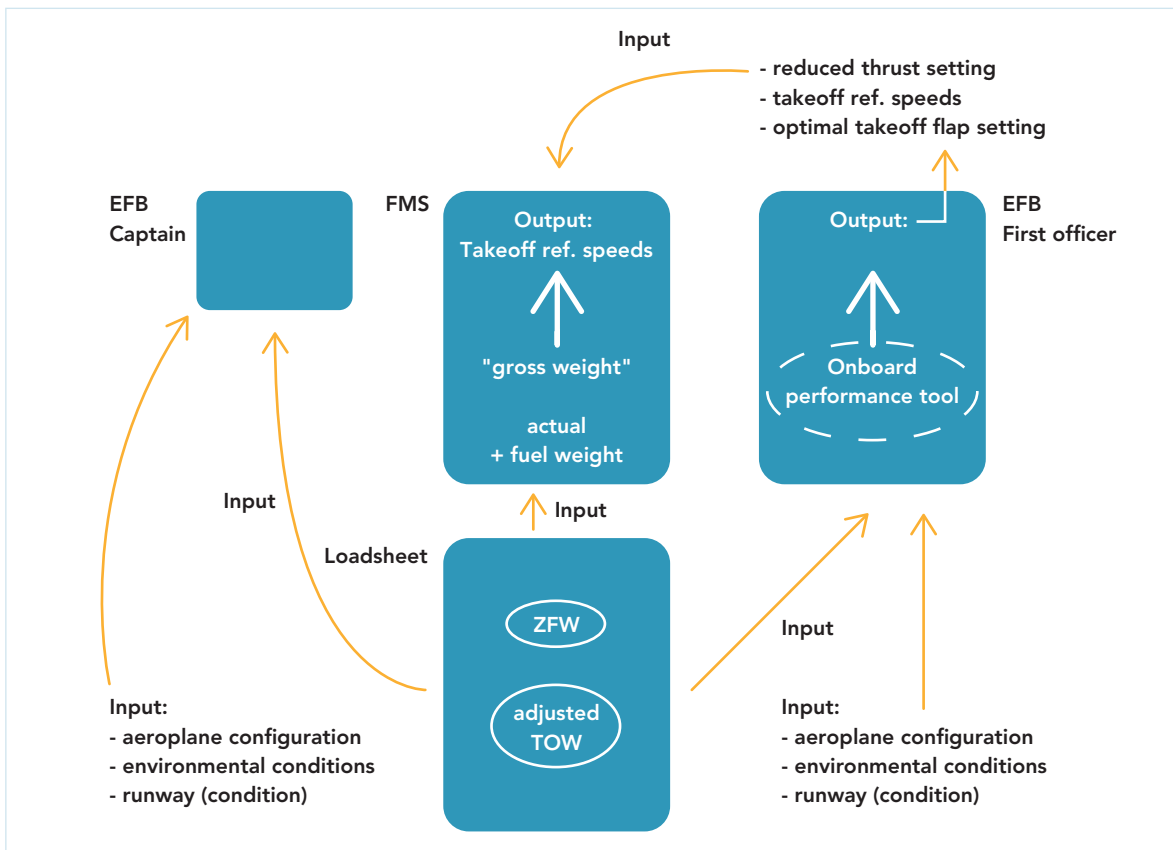 Input
- reduced thrust setting
- takeoff ref. speeds
- optimal takeoff flap setting
EFB
Captain
FMS
Output:
Takeoff ref. speeds
"gross weight"
actual
+ fuel weight
Output:
Onboard
performance tool
EFB
First officer
Input
Input
Loadsheet
ZFW
adjusted
TOW
Input
Input:
- aeroplane configuration
- environmental conditions
- runway (condition)
Input:
- aeroplane configuration
- environmental conditions
- runway (condition)